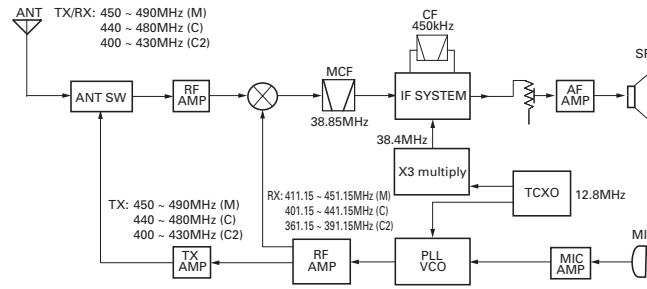 ANT
TX/RX: 450 ~ 490MHz (M)
440 ~ 480MHz (C)
400 ~ 430MHz (C2)
CF
450kHz
SP
ANT SW
RF
AMP
MCF
38.85MHz
IF SYSTEM
AF
AMP
38.4MHz
X3 multiply
TCXO
12.8MHz
TX: 450 ~ 490MHz (M)
440 ~ 480MHz (C)
400 ~ 430MHz (C2)
RX: 411.15 ~ 451.15MHz (M)
401.15 ~ 441.15MHz (C)
361.15 ~ 391.15MHz (C2)
TX
AMP
RF
AMP
PLL
VCO
MIC
AMP